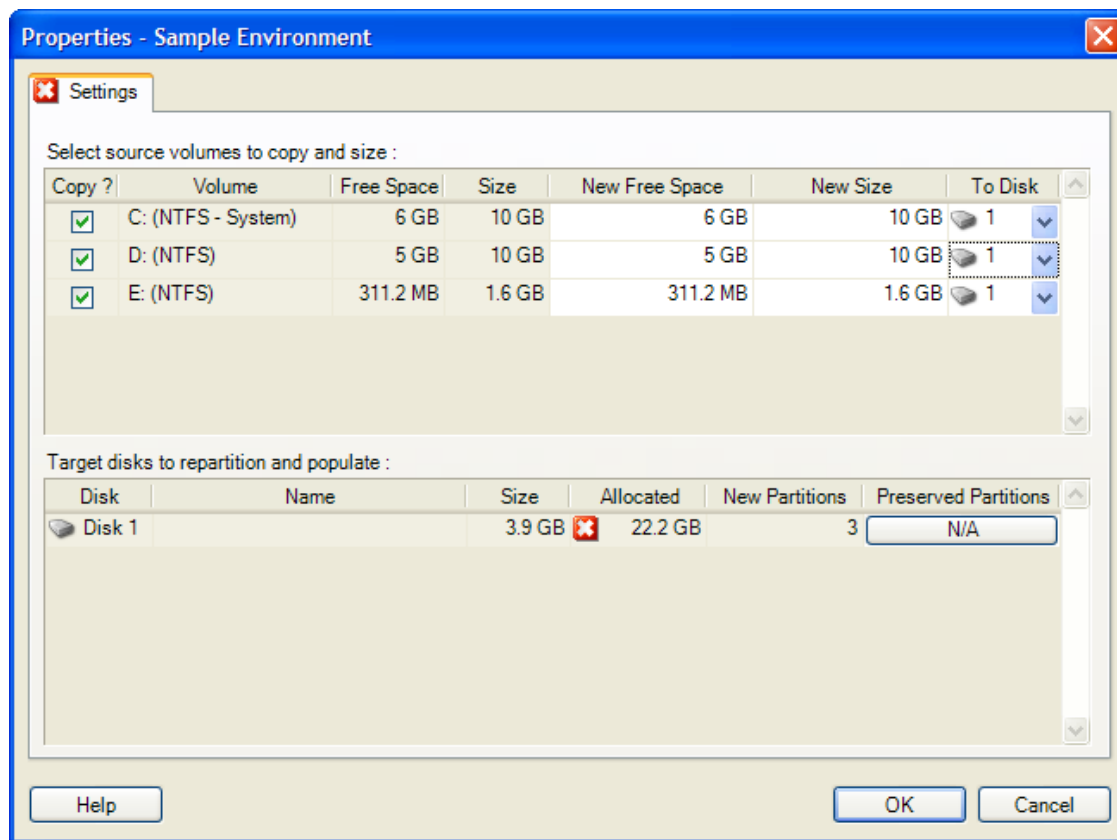 Properties - Sample Environment
Settings
Select source volumes to copy and size :
Copy ? Volume Free Space Size New Free Space New Size To Disk
C: (NTFS - System) 6 GB 10 GB 6 GB 10 GB 1
D: (NTFS) 5 GB 10 GB 5 GB 10 GB 1
E: (NTFS) 311.2 MB 1.6 GB 311.2 MB 1.6 GB 1
Target disks to repartition and populate :
Disk Name Size Allocated New Partitions Preserved Partitions
Disk 1 3.9 GB 22.2 GB 3 N/A
Help OK Cancel